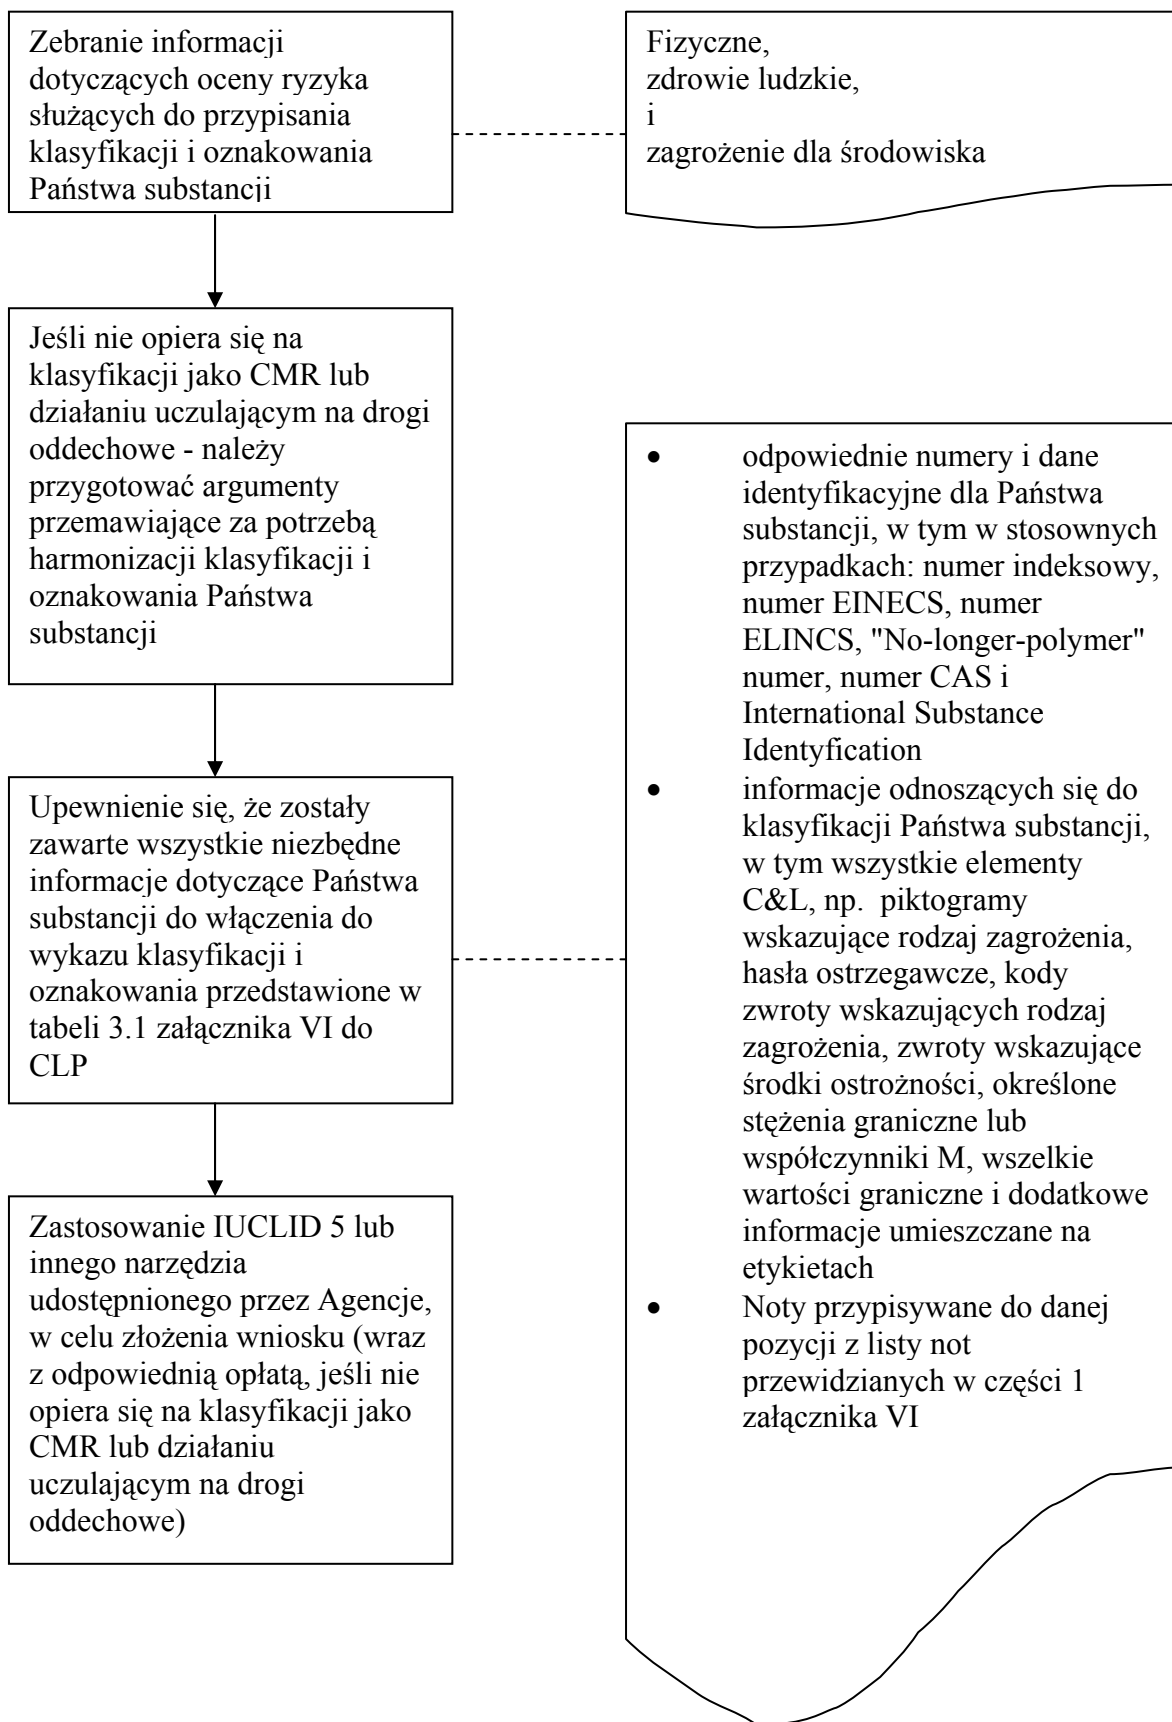 Zebranie informacji
dotyczących oceny ryzyka
służących do przypisania
klasyfikacji i oznakowania
Państwa substancji
Fizyczne,
zdrowie ludzkie,
i
zagrożenie dla środowiska
Jeśli nie opiera się na
klasyfikacji jako CMR lub
działaniu uczulającym na drogi
oddechowe - należy
przygotować argumenty
przemawiające za potrzebą
harmonizacji klasyfikacji i
oznakowania Państwa
substancji
Upewnienie się, że zostały
zawarte wszystkie niezbędne
informacje dotyczące Państwa
substancji do włączenia do
wykazu klasyfikacji i
oznakowania przedstawione w
tabeli 3.1 załącznika VI do
CLP
• odpowiednie numery i dane
identyfikacyjne dla Państwa
substancji, w tym w stosownych
przypadkach: numer indeksowy,
numer EINECS, numer
ELINCS, "No-longer-polymer"
numer, numer CAS i
International Substance
Identyfication
• informacje odnoszących się do
klasyfikacji Państwa substancji,
w tym wszystkie elementy
C&L, np. piktogramy
wskazujące rodzaj zagrożenia,
hasła ostrzegawcze, kody
zwroty wskazujących rodzaj
zagrożenia, zwroty wskazujące
środki ostrożności, określone
stężenia graniczne lub
współczynniki M, wszelkie
wartości graniczne i dodatkowe
informacje umieszczane na
etykietach
• Noty przypisywane do danej
pozycji z listy not
przewidzianych w części 1
załącznika VI
Zastosowanie IUCLID 5 lub
innego narzędzia
udostępnionego przez Agencje,
w celu złożenia wniosku (wraz
z odpowiednią opłatą, jeśli nie
opiera się na klasyfikacji jako
CMR lub działaniu
uczulającym na drogi
oddechowe)